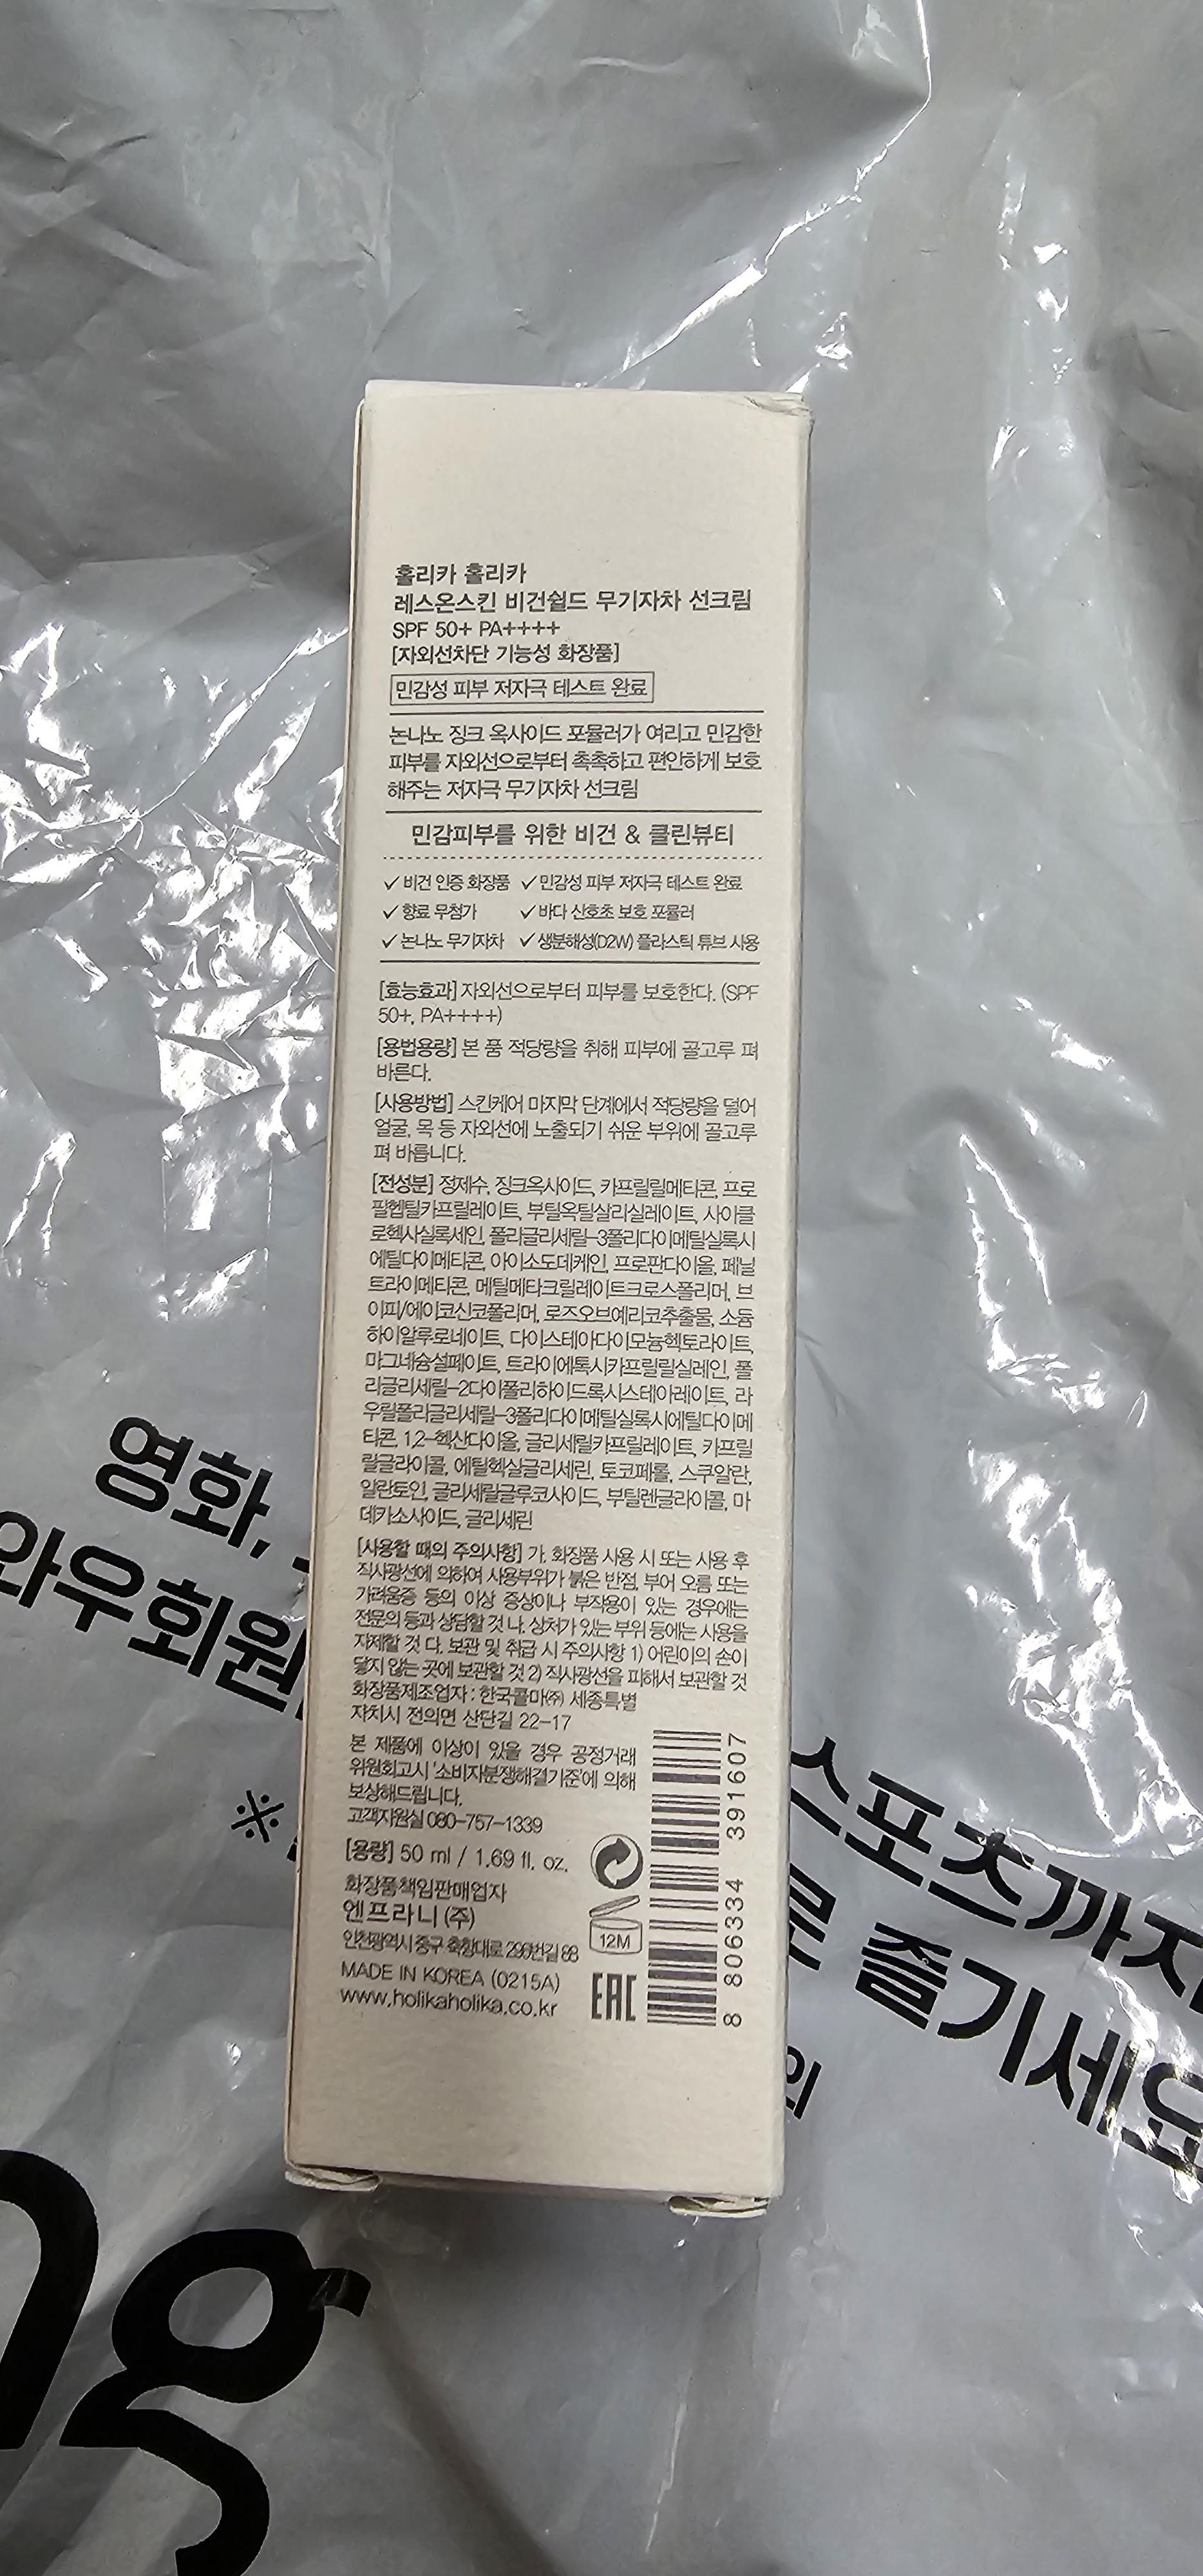 홀리카 홀리카
레스온스킨 비건쉴드 무기자차 선크림
SPF 50+ PA++++
[자외선차단 기능성 화장품]
민감성 피부 저자극 테스트 완료
논나노 징크 옥사이드 포뮬러가 여리고 민감한
피부를 자외선으로부터 촉촉하고 편안하게 보호
해주는 저자극 무기자차 선크림
민감피부를 위한 비건 & 클린뷰티
✓ 비건 인증 화장품 ✓ 민감성 피부 저자극 테스트 완료
✓ 향료 무첨가 ✓ 바다 산호초 보호 포뮬러
✓ 논나노 무기자차 ✓ 생분해성(D2W) 플라스틱 튜브 사용
[효능효과] 자외선으로부터 피부를 보호한다. (SPF
50+, PA++++)
[용법용량] 본 품 적당량을 취해 피부에 골고루 펴
바른다.
[사용방법] 스킨케어 마지막 단계에서 적당량을 덜어
얼굴, 목 등 자외선에 노출되기 쉬운 부위에 골고루
펴 바릅니다.
[전성분] 정제수, 징크옥사이드, 카프릴릴메티콘, 프로
필헵틸카프릴레이트, 부틸옥틸살리실레이트, 사이클
로헥사실록세인, 폴리글리세릴-3폴리다이메틸실록시
에틸다이메티콘, 아이소도데케인, 프로판다이올, 페닐
트라이메티콘, 메틸메타크릴레이트크로스폴리머, 브
이피/에이코신코폴리머, 로즈오브예리코추출물, 소듐
하이알루로네이트, 다이스테아다이모늄헥토라이트,
마그네슘설페이트, 트라이에톡시카프릴릴실레인, 폴
리글리세릴-2다이폴리하이드록시스테아레이트, 라
우릴폴리글리세릴-3폴리다이메틸실록시에틸다이메
티콘, 1,2-헥산다이올, 글리세릴카프릴레이트, 카프릴
릴글라이콜, 에틸헥실글리세린, 토코페롤, 스쿠알란,
알란토인, 글리세릴글루코사이드, 부틸렌글라이콜, 마
데카소사이드, 글리세린
[사용할 때의 주의사항] 가. 화장품 사용 시 또는 사용 후
직사광선에 의하여 사용부위가 붉은 반점, 부어 오름 또는
가려움증 등의 이상 증상이나 부작용이 있는 경우에는
전문의 등과 상담할 것 나. 상처가 있는 부위 등에는 사용을
자제할 것 다. 보관 및 취급 시 주의사항 1) 어린이의 손이
닿지 않는 곳에 보관할 것 2) 직사광선을 피해서 보관할 것
화장품제조업자 : 한국콜마㈜ 세종특별
자치시 전의면 산단길 22-17
본 제품에 이상이 있을 경우 공정거래
위원회고시 '소비자분쟁해결기준'에 의해
보상해드립니다.
고객지원실 080-757-1339
[용량] 50 ml / 1.69 fl. oz.
화장품책임판매업자
엔프라니 (주)
인천광역시 중구 축항대로 296번길 88
MADE IN KOREA (0215A)
www.holikaholika.co.kr
12M
EAC
8 806334 391607
영화,
와우회원
※
스포츠까지
로 즐기세요
의
ng